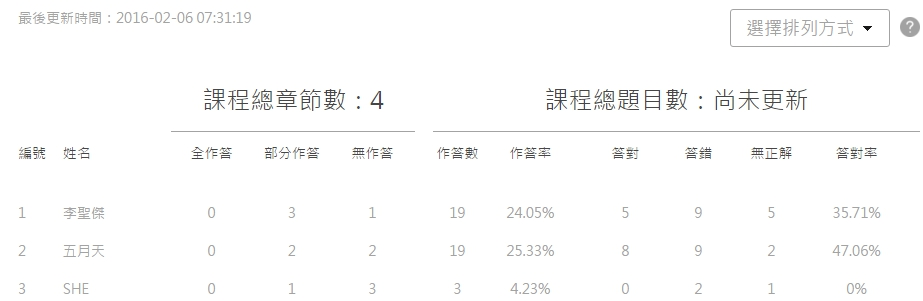 最後更新時間：2016-02-06 07:31:19
選擇排列方式 ?
課程總章節數：4 課程總題目數：尚未更新
編號 姓名 全作答 部分作答 無作答 作答數 作答率 答對 答錯 無正解 答對率
1 李聖傑 0 3 1 19 24.05% 5 9 5 35.71%
2 五月天 0 2 2 19 25.33% 8 9 2 47.06%
3 SHE 0 1 3 3 4.23% 0 2 1 0%